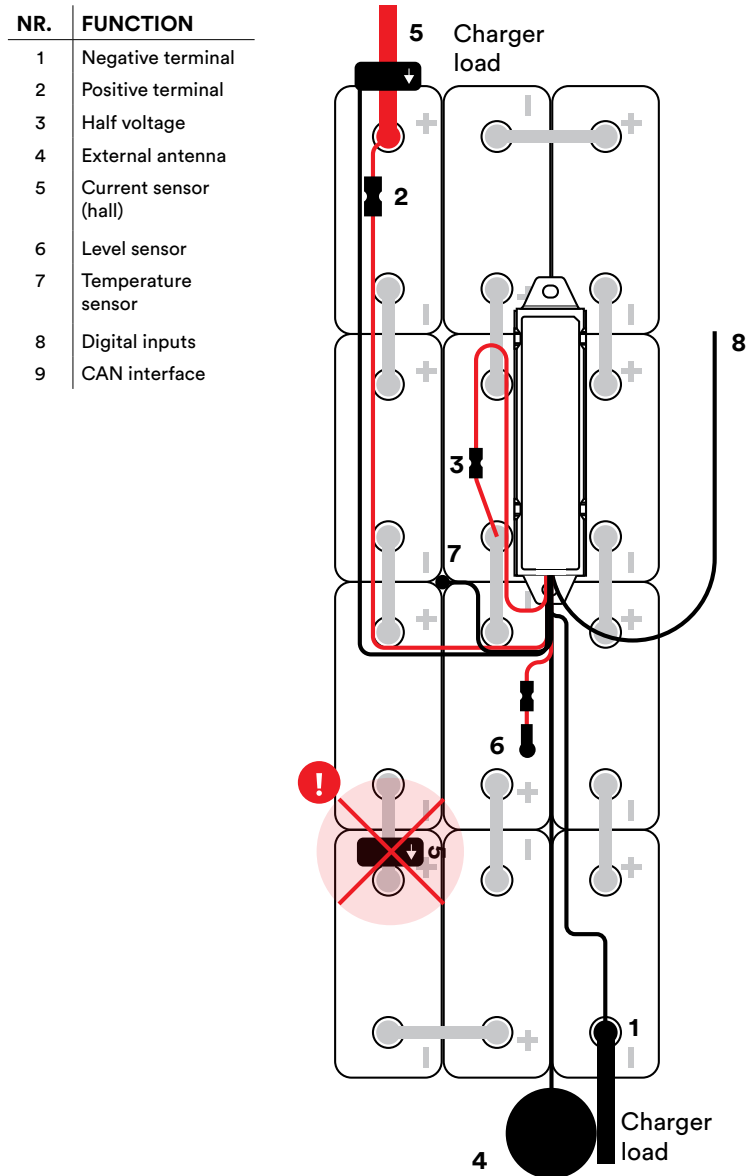 NR. FUNCTION
1 Negative terminal
2 Positive terminal
3 Half voltage
4 External antenna
5 Current sensor
(hall)
6 Level sensor
7 Temperature
sensor
8 Digital inputs
9 CAN interface
5 Charger
load
+ - +
2
- + -
8
+ - +
3
7
- + -
+ - +
6
!
- + -
5
+ - +
1
- + -
Charger
load
4